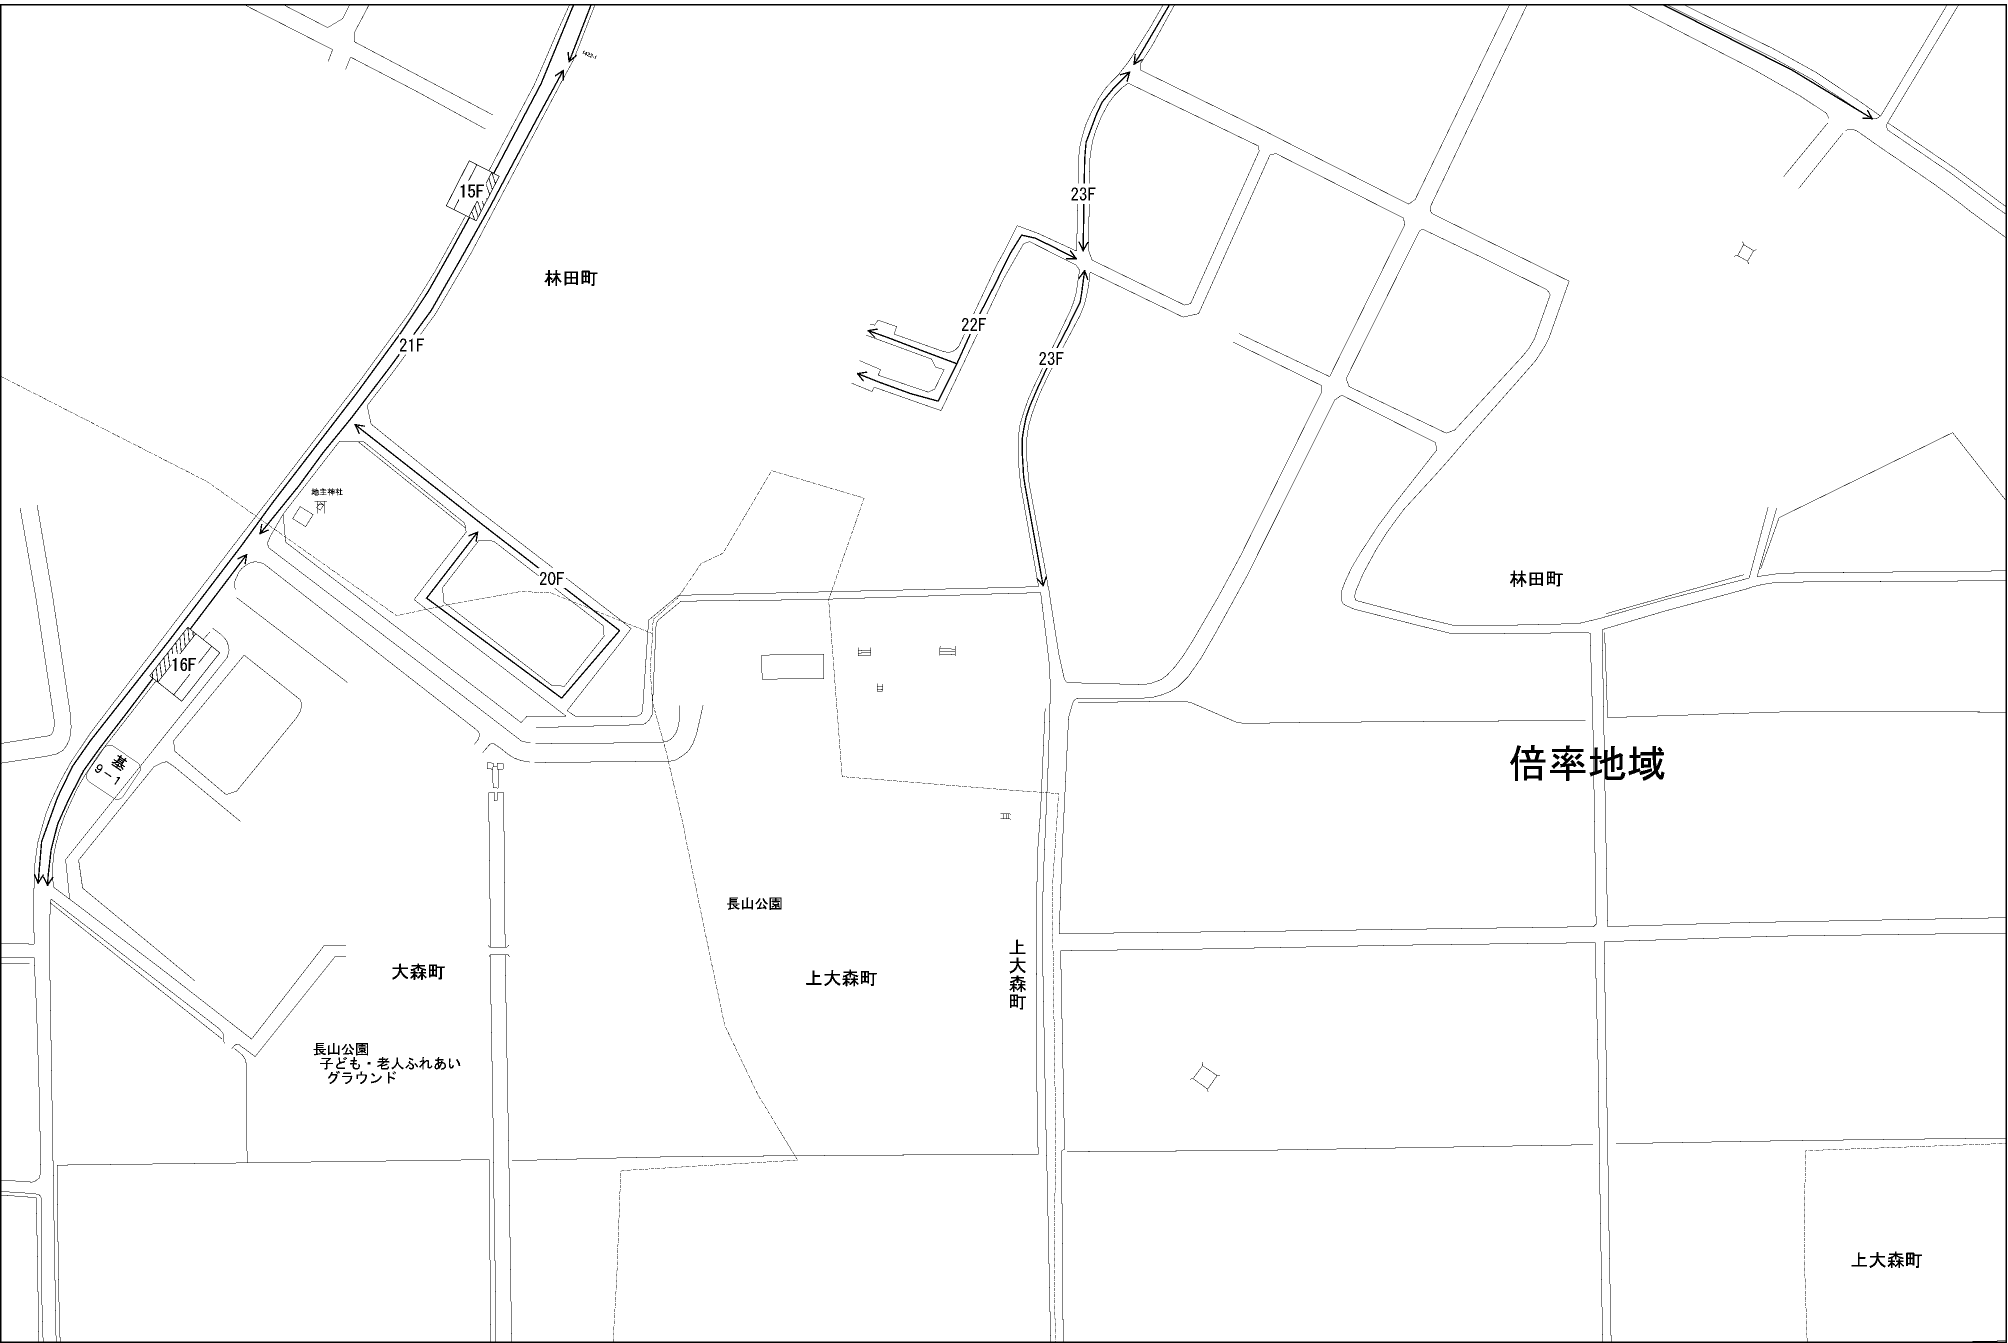 15F
23F
林田町
22F
21F
23F
地主神社
20F
林田町
16F
倍率地域
基
9-1
長山公園
上大森町
大森町
上大森町
長山公園
子ども・老人ふれあい
グラウンド
上大森町